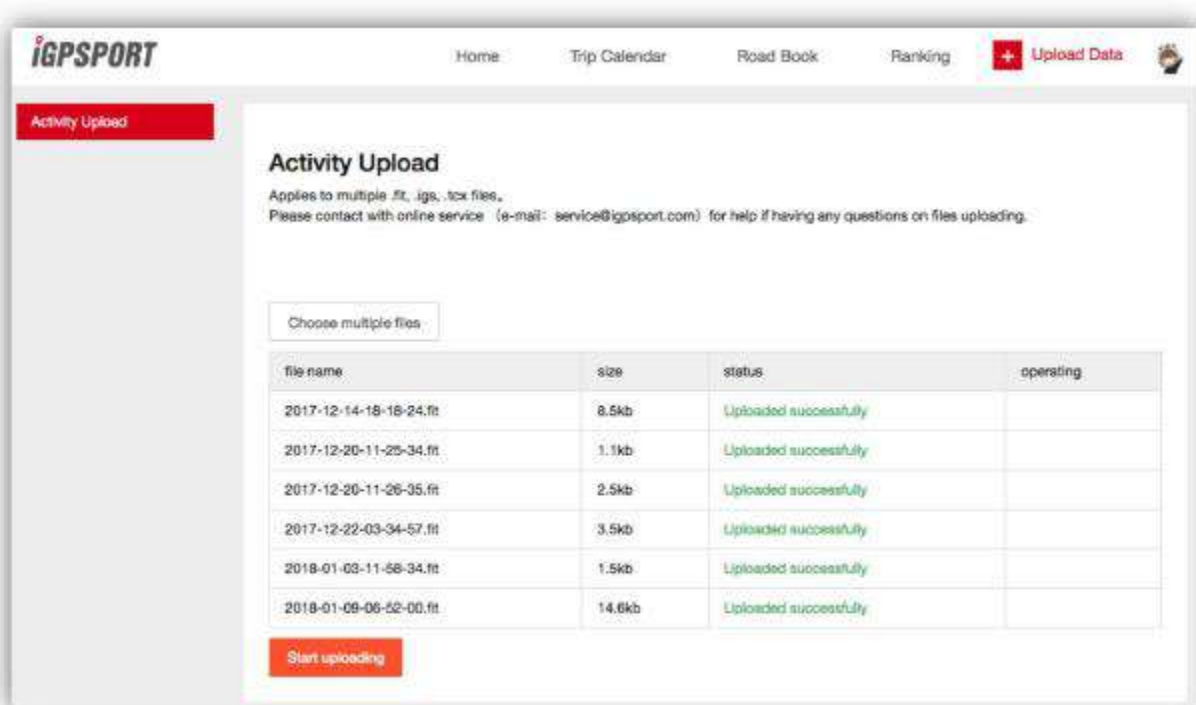 iGPSPORT
Home Trip Calendar Road Book Ranking + Upload Data
Activity Upload
Activity Upload
Applies to multiple .fit, .igs, .tcx files。
Please contact with online service （e-mail：service@igpsport.com）for help if having any questions on files uploading.
Choose multiple files
file name size status operating
2017-12-14-18-18-24.fit 8.5kb Uploaded successfully
2017-12-20-11-25-34.fit 1.1kb Uploaded successfully
2017-12-20-11-26-35.fit 2.5kb Uploaded successfully
2017-12-22-03-34-57.fit 3.5kb Uploaded successfully
2018-01-03-11-58-34.fit 1.5kb Uploaded successfully
2018-01-09-06-52-00.fit 14.6kb Uploaded successfully
Start uploading